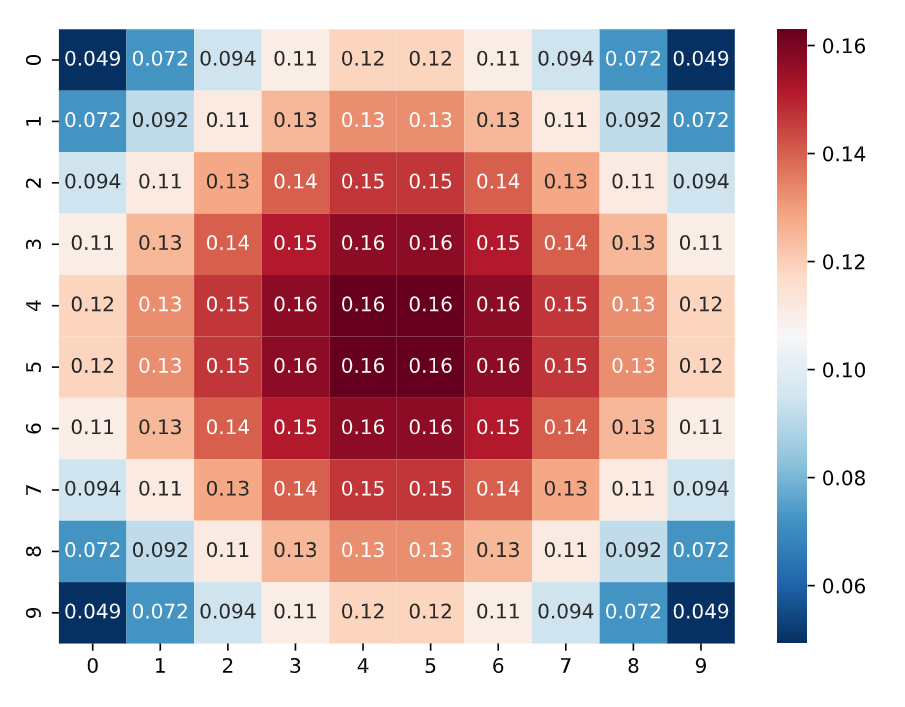 0 0.049 0.072 0.094 0.11 0.12 0.12 0.11 0.094 0.072 0.049
1 0.072 0.092 0.11 0.13 0.13 0.13 0.13 0.11 0.092 0.072
2 0.094 0.11 0.13 0.14 0.15 0.15 0.14 0.13 0.11 0.094
3 0.11 0.13 0.14 0.15 0.16 0.16 0.15 0.14 0.13 0.11
4 0.12 0.13 0.15 0.16 0.16 0.16 0.16 0.15 0.13 0.12
5 0.12 0.13 0.15 0.16 0.16 0.16 0.16 0.15 0.13 0.12
6 0.11 0.13 0.14 0.15 0.16 0.16 0.15 0.14 0.13 0.11
7 0.094 0.11 0.13 0.14 0.15 0.15 0.14 0.13 0.11 0.094
8 0.072 0.092 0.11 0.13 0.13 0.13 0.13 0.11 0.092 0.072
9 0.049 0.072 0.094 0.11 0.12 0.12 0.11 0.094 0.072 0.049
0 1 2 3 4 5 6 7 8 9
0.16
0.14
0.12
0.10
0.08
0.06